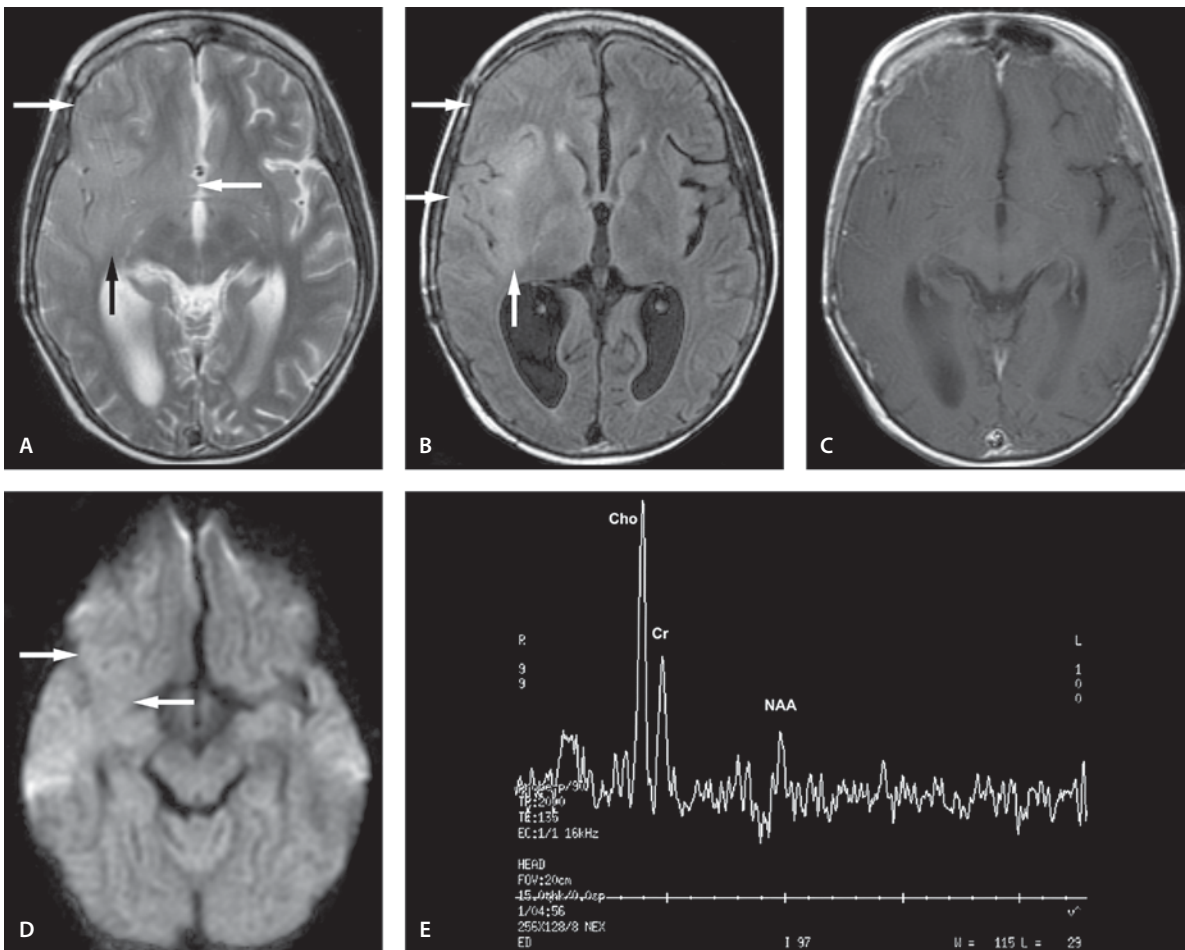 A
B
C
D
Cho
Cr
NAA
R
9
9
L
1
0
0
TE:135
EC:1/1 16kHz
HEAD
FOV:20cm
1/04:56
256X128/8 NEX
ED
I 97
W = 115 L = 29
E